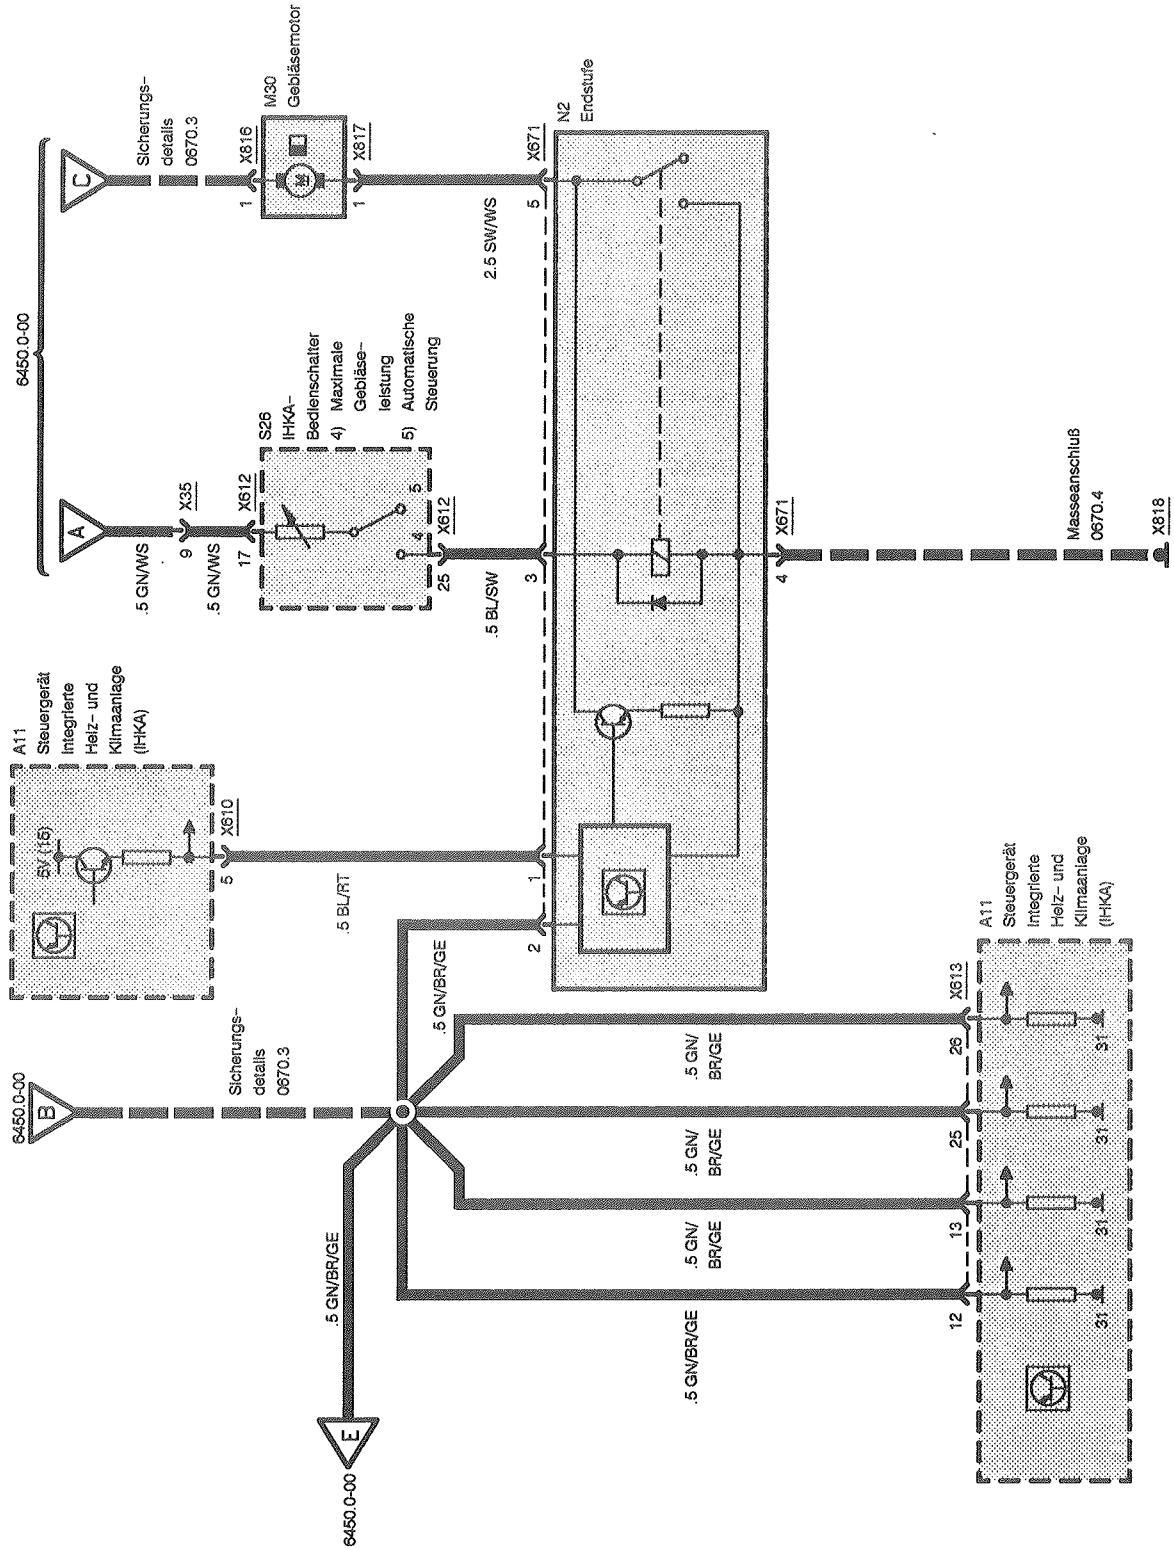 6450.0-00
C
Sicherungs-
details
0670.3
1
X816
M30
Gebläsemotor
M
1
X817
2.5 SW/WS
5
X671
N2
Endstufe
A
.5 GN/WS
9
X35
.5 GN/WS
17
X612
S26
IHKA-
Bedienschalter
4) Maximale
Gebläse-
leistung
5) Automatische
Steuerung
4
5
25
X612
.5 BL/SW
3
4
X671
Masseanschluß
0670.4
X818
A11
Steuergerät
Integrierte
Heiz- und
Klimaanlage
(IHKA)
5V (15)
5
X610
.5 BL/RT
1
2
.5 GN/BR/GE
6450.0-00
B
Sicherungs-
details
0670.3
.5 GN/BR/GE
E
6450.0-00
.5 GN/
BR/GE
.5 GN/
BR/GE
.5 GN/
BR/GE
.5 GN/BR/GE
26
X613
25
13
12
A11
Steuergerät
Integrierte
Heiz- und
Klimaanlage
(IHKA)
31
31
31
31